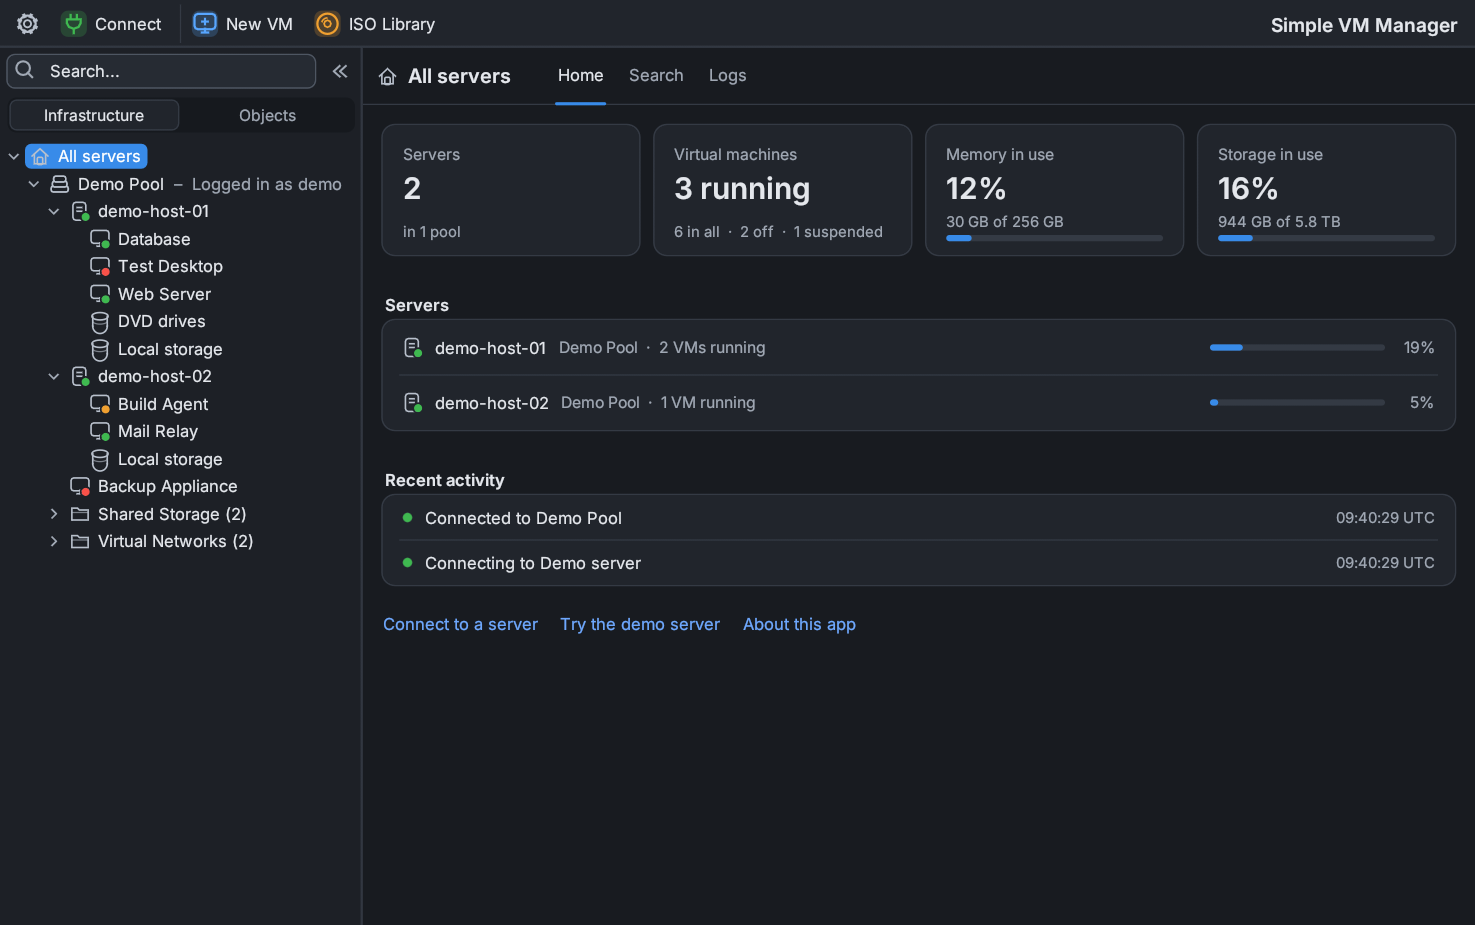 Connect
New VM
ISO Library
Simple VM Manager
Search...
Infrastructure
Objects
All servers
Demo Pool – Logged in as demo
demo-host-01
Database
Test Desktop
Web Server
DVD drives
Local storage
demo-host-02
Build Agent
Mail Relay
Local storage
Backup Appliance
Shared Storage (2)
Virtual Networks (2)
All servers
Home
Search
Logs
Servers
2
in 1 pool
Virtual machines
3 running
6 in all · 2 off · 1 suspended
Memory in use
12%
30 GB of 256 GB
Storage in use
16%
944 GB of 5.8 TB
Servers
demo-host-01 Demo Pool · 2 VMs running 19%
demo-host-02 Demo Pool · 1 VM running 5%
Recent activity
Connected to Demo Pool 09:40:29 UTC
Connecting to Demo server 09:40:29 UTC
Connect to a server
Try the demo server
About this app